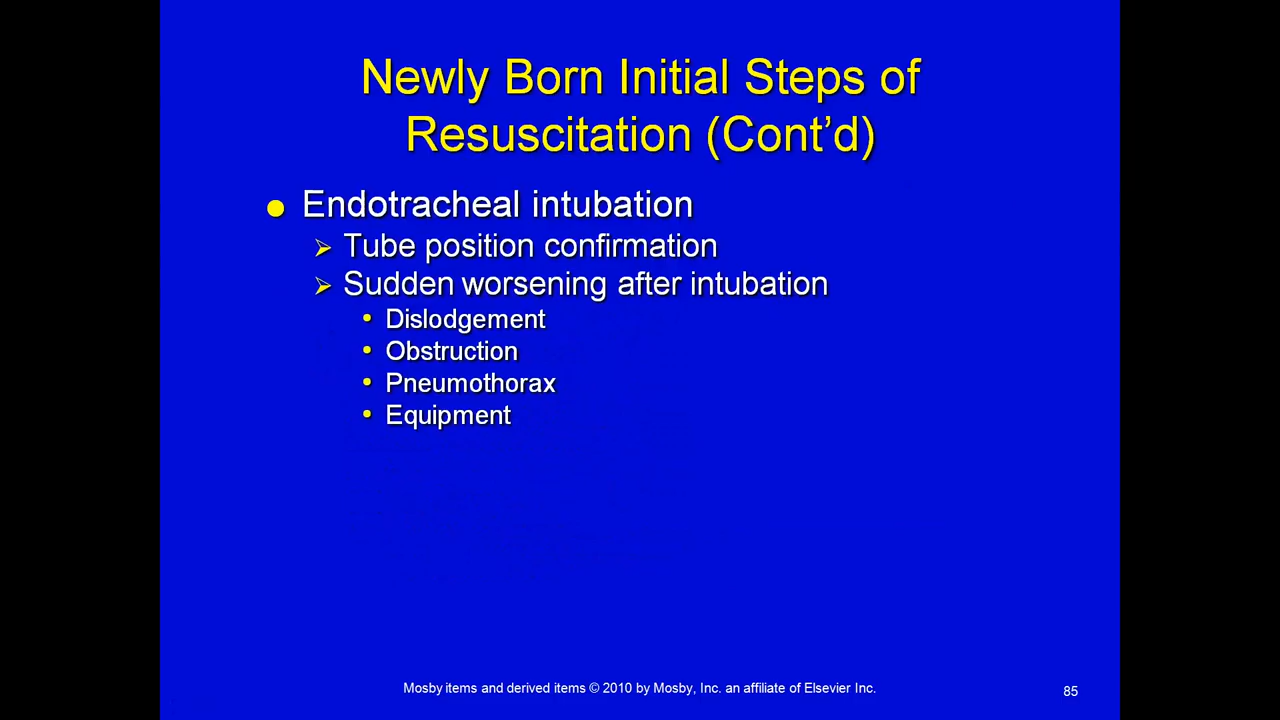 Newly Born Initial Steps of
Resuscitation (Cont’d)
Endotracheal intubation
Tube position confirmation
Sudden worsening after intubation
Dislodgement
Obstruction
Pneumothorax
Equipment
Mosby items and derived items © 2010 by Mosby, Inc. an affiliate of Elsevier Inc.
85